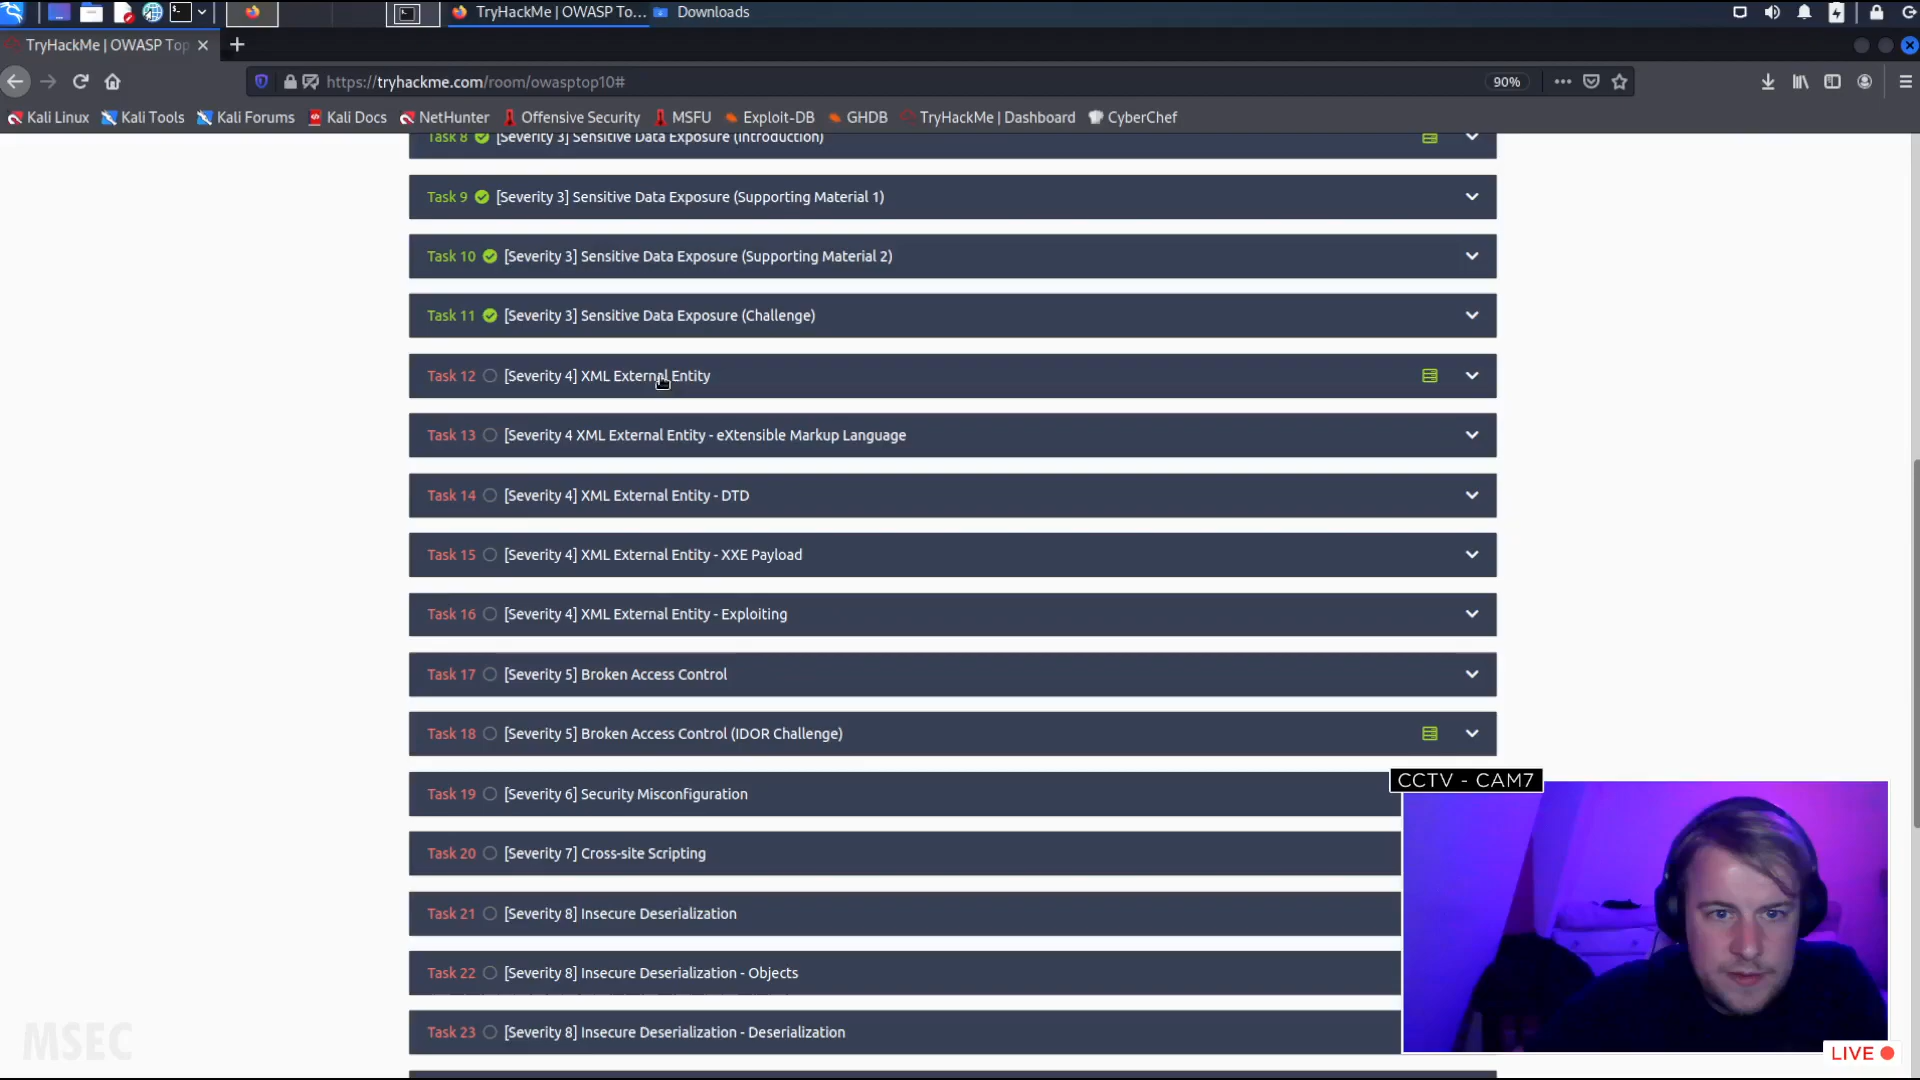 TryHackMe | OWASP To...
Downloads
TryHackMe | OWASP Top
https://tryhackme.com/room/owasptop10#
90%
Kali Linux
Kali Tools
Kali Forums
Kali Docs
NetHunter
Offensive Security
MSFU
Exploit-DB
GHDB
TryHackMe | Dashboard
CyberChef
Task 8 [Severity 3] Sensitive Data Exposure (Introduction)
Task 9 [Severity 3] Sensitive Data Exposure (Supporting Material 1)
Task 10 [Severity 3] Sensitive Data Exposure (Supporting Material 2)
Task 11 [Severity 3] Sensitive Data Exposure (Challenge)
Task 12 [Severity 4] XML External Entity
Task 13 [Severity 4 XML External Entity - eXtensible Markup Language
Task 14 [Severity 4] XML External Entity - DTD
Task 15 [Severity 4] XML External Entity - XXE Payload
Task 16 [Severity 4] XML External Entity - Exploiting
Task 17 [Severity 5] Broken Access Control
Task 18 [Severity 5] Broken Access Control (IDOR Challenge)
CCTV - CAM7
Task 19 [Severity 6] Security Misconfiguration
Task 20 [Severity 7] Cross-site Scripting
Task 21 [Severity 8] Insecure Deserialization
Task 22 [Severity 8] Insecure Deserialization - Objects
Task 23 [Severity 8] Insecure Deserialization - Deserialization
MSEC
LIVE